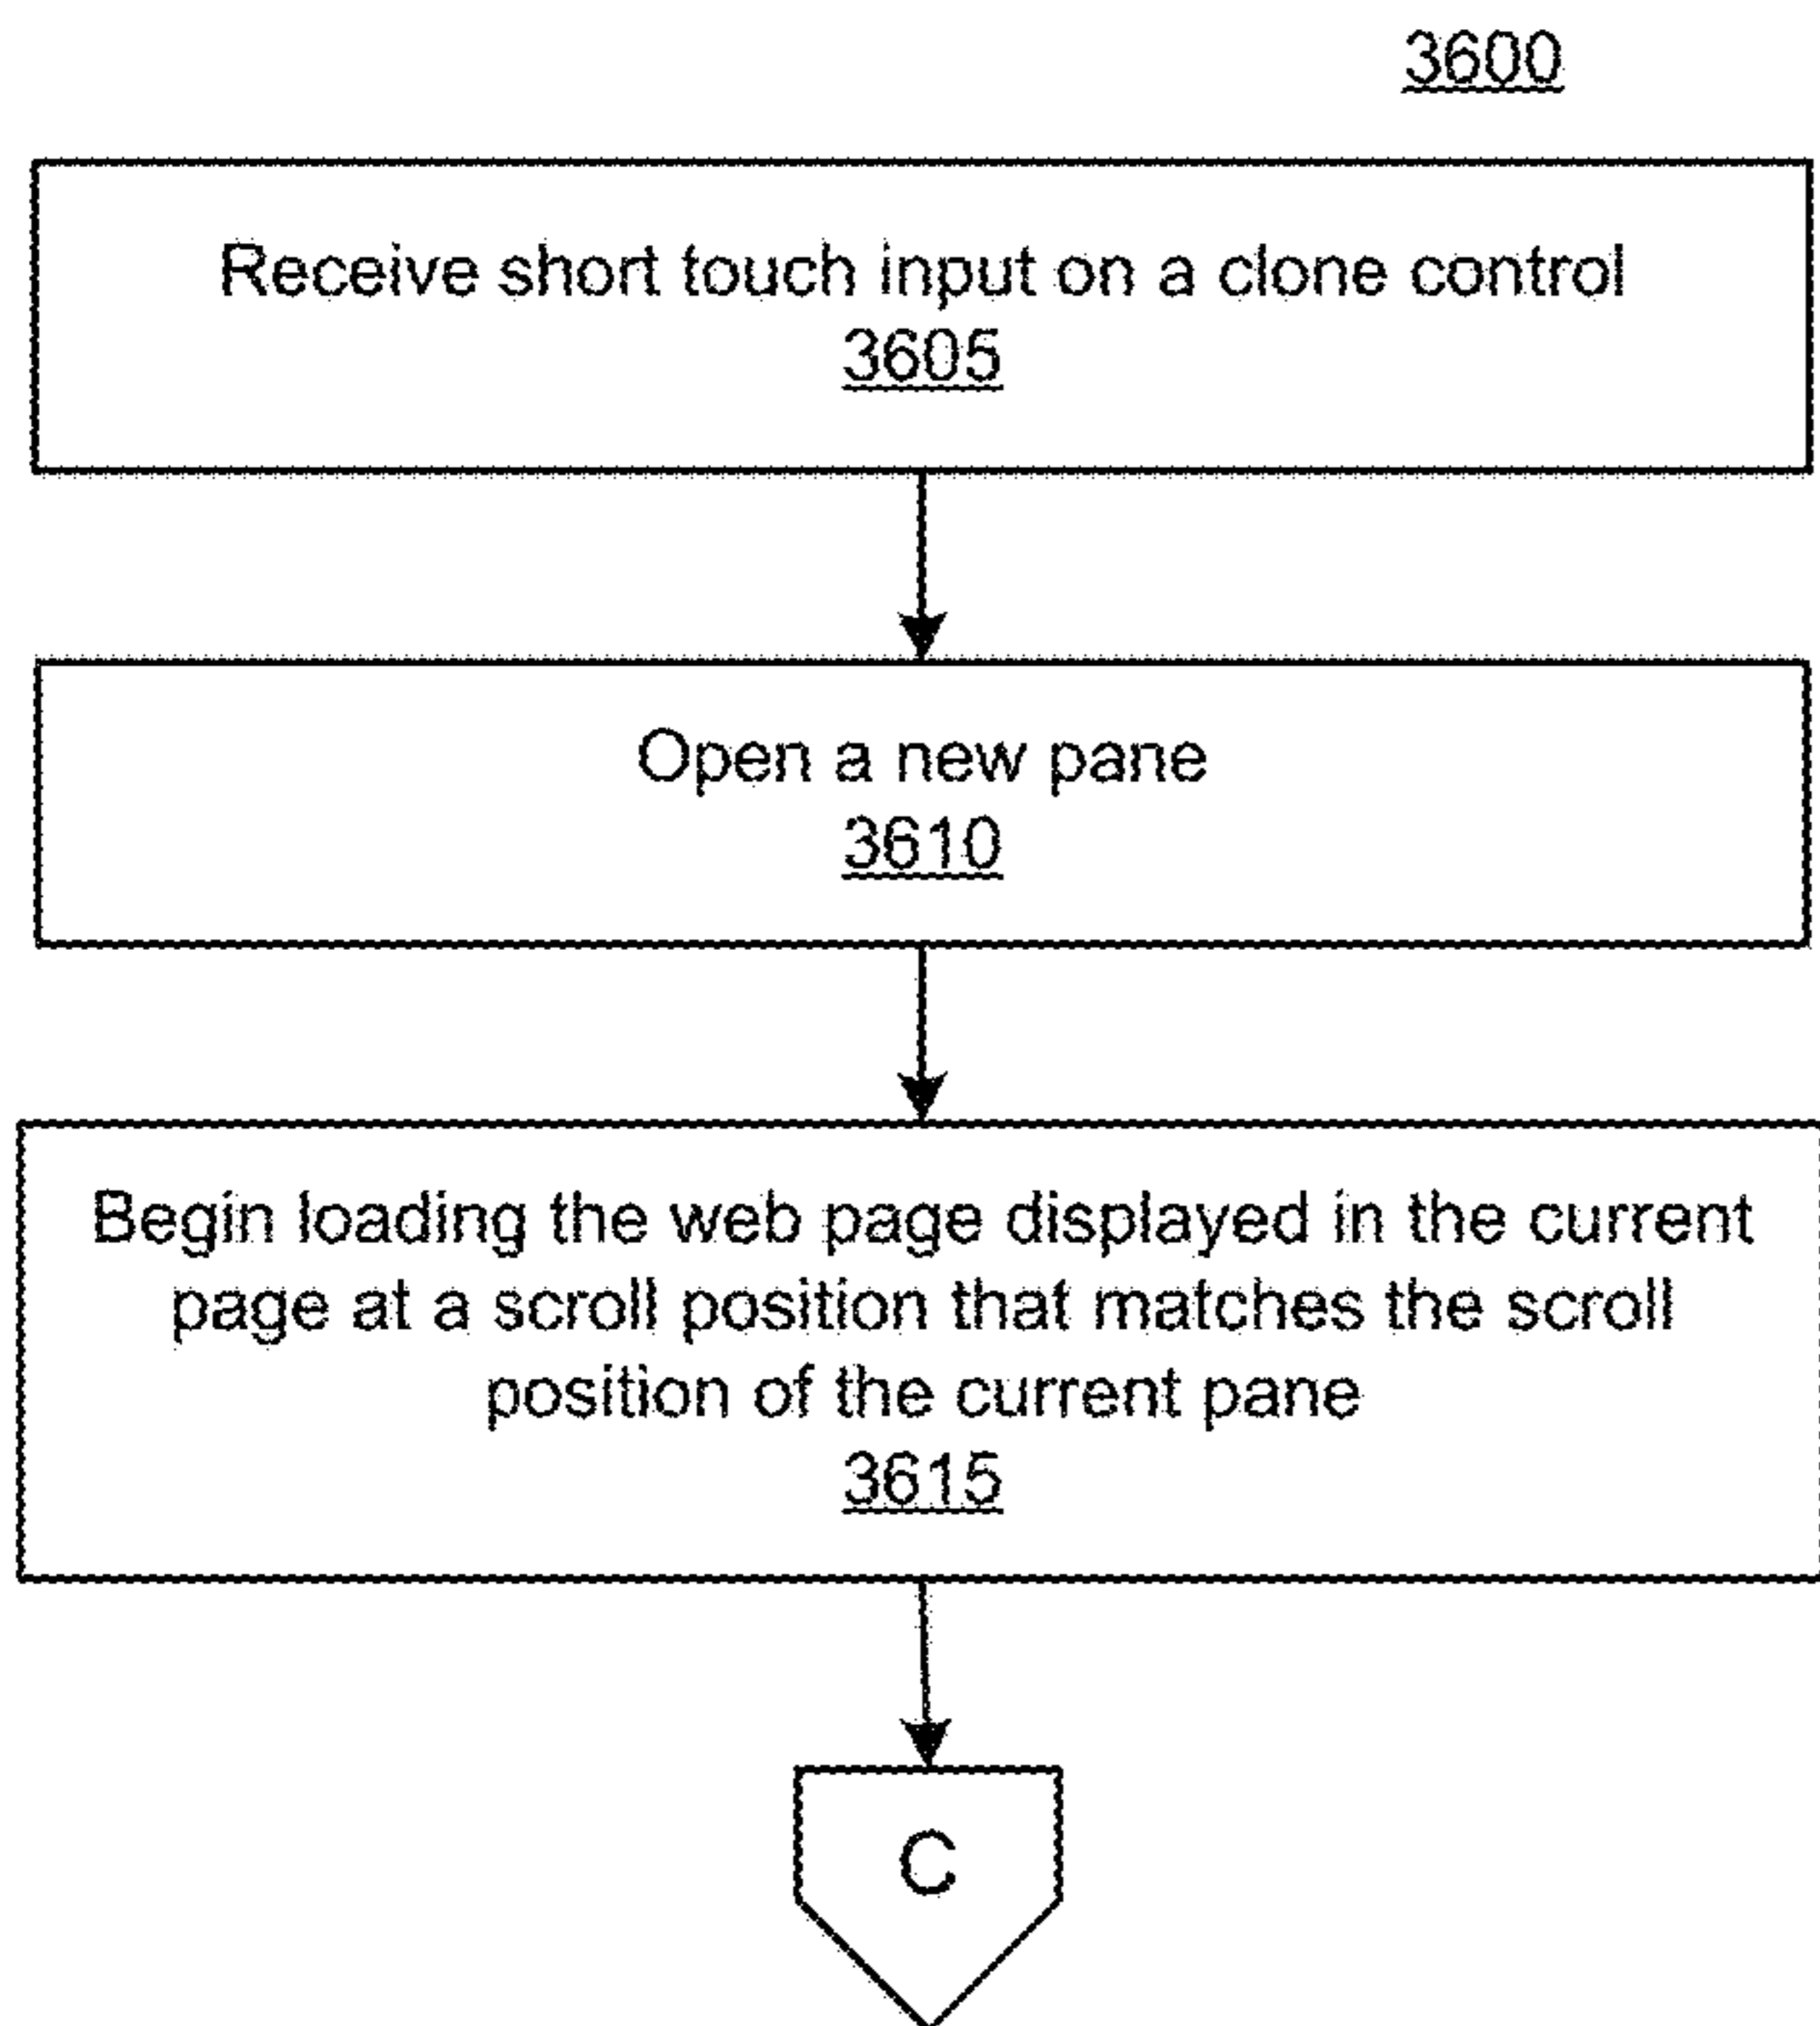 3600
Receive short touch input on a clone control
3605
Open a new pane
3610
Begin loading the web page displayed in the current
page at a scroll position that matches the scroll
position of the current pane
3615
C